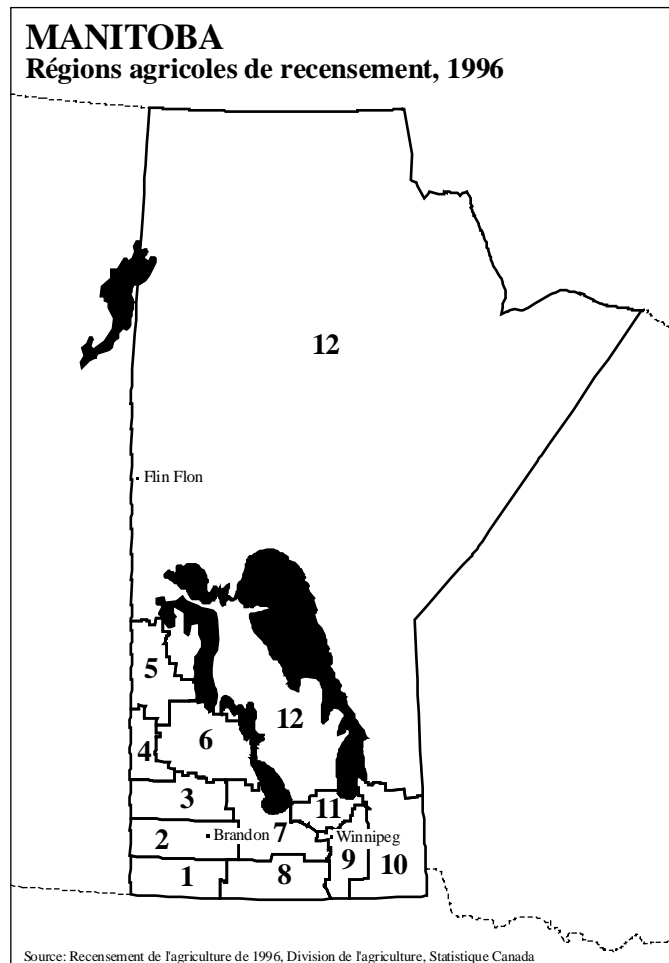 MANITOBA
Régions agricoles de recensement, 1996
12
Flin Flon
5
12
6
4
3
11
7
Brandon
Winnipeg
2
9
10
1
8
Source: Recensement de l'agriculture de 1996, Division de l'agriculture, Statistique Canada